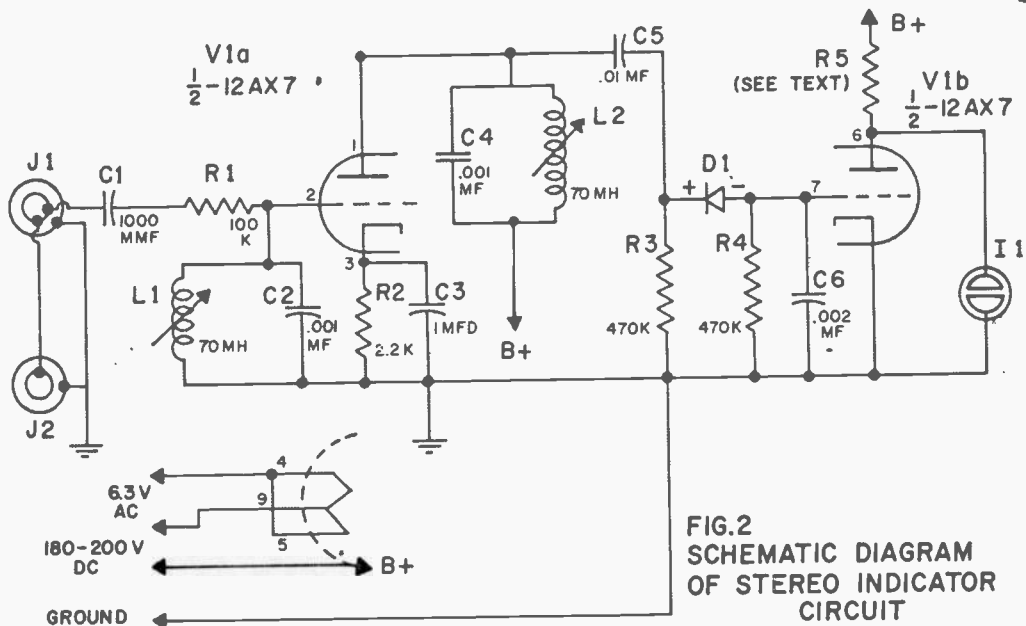 B+
V1a
1/2-12AX7
C5
.01 MF
R5
(SEE TEXT)
V1b
1/2-12AX7
J1
C1
1000
MMF
R1
100
K
2
1
3
C4
.001
MF
L2
70 MH
D1
+
-
6
7
I1
L1
70 MH
C2
.001
MF
R2
2.2K
C3
1 MFD
B+
R3
470K
R4
470K
C6
.002
MF
J2
6.3 V
AC
4
9
5
180-200 V
DC
B+
GROUND
FIG.2
SCHEMATIC DIAGRAM
OF STEREO INDICATOR
CIRCUIT